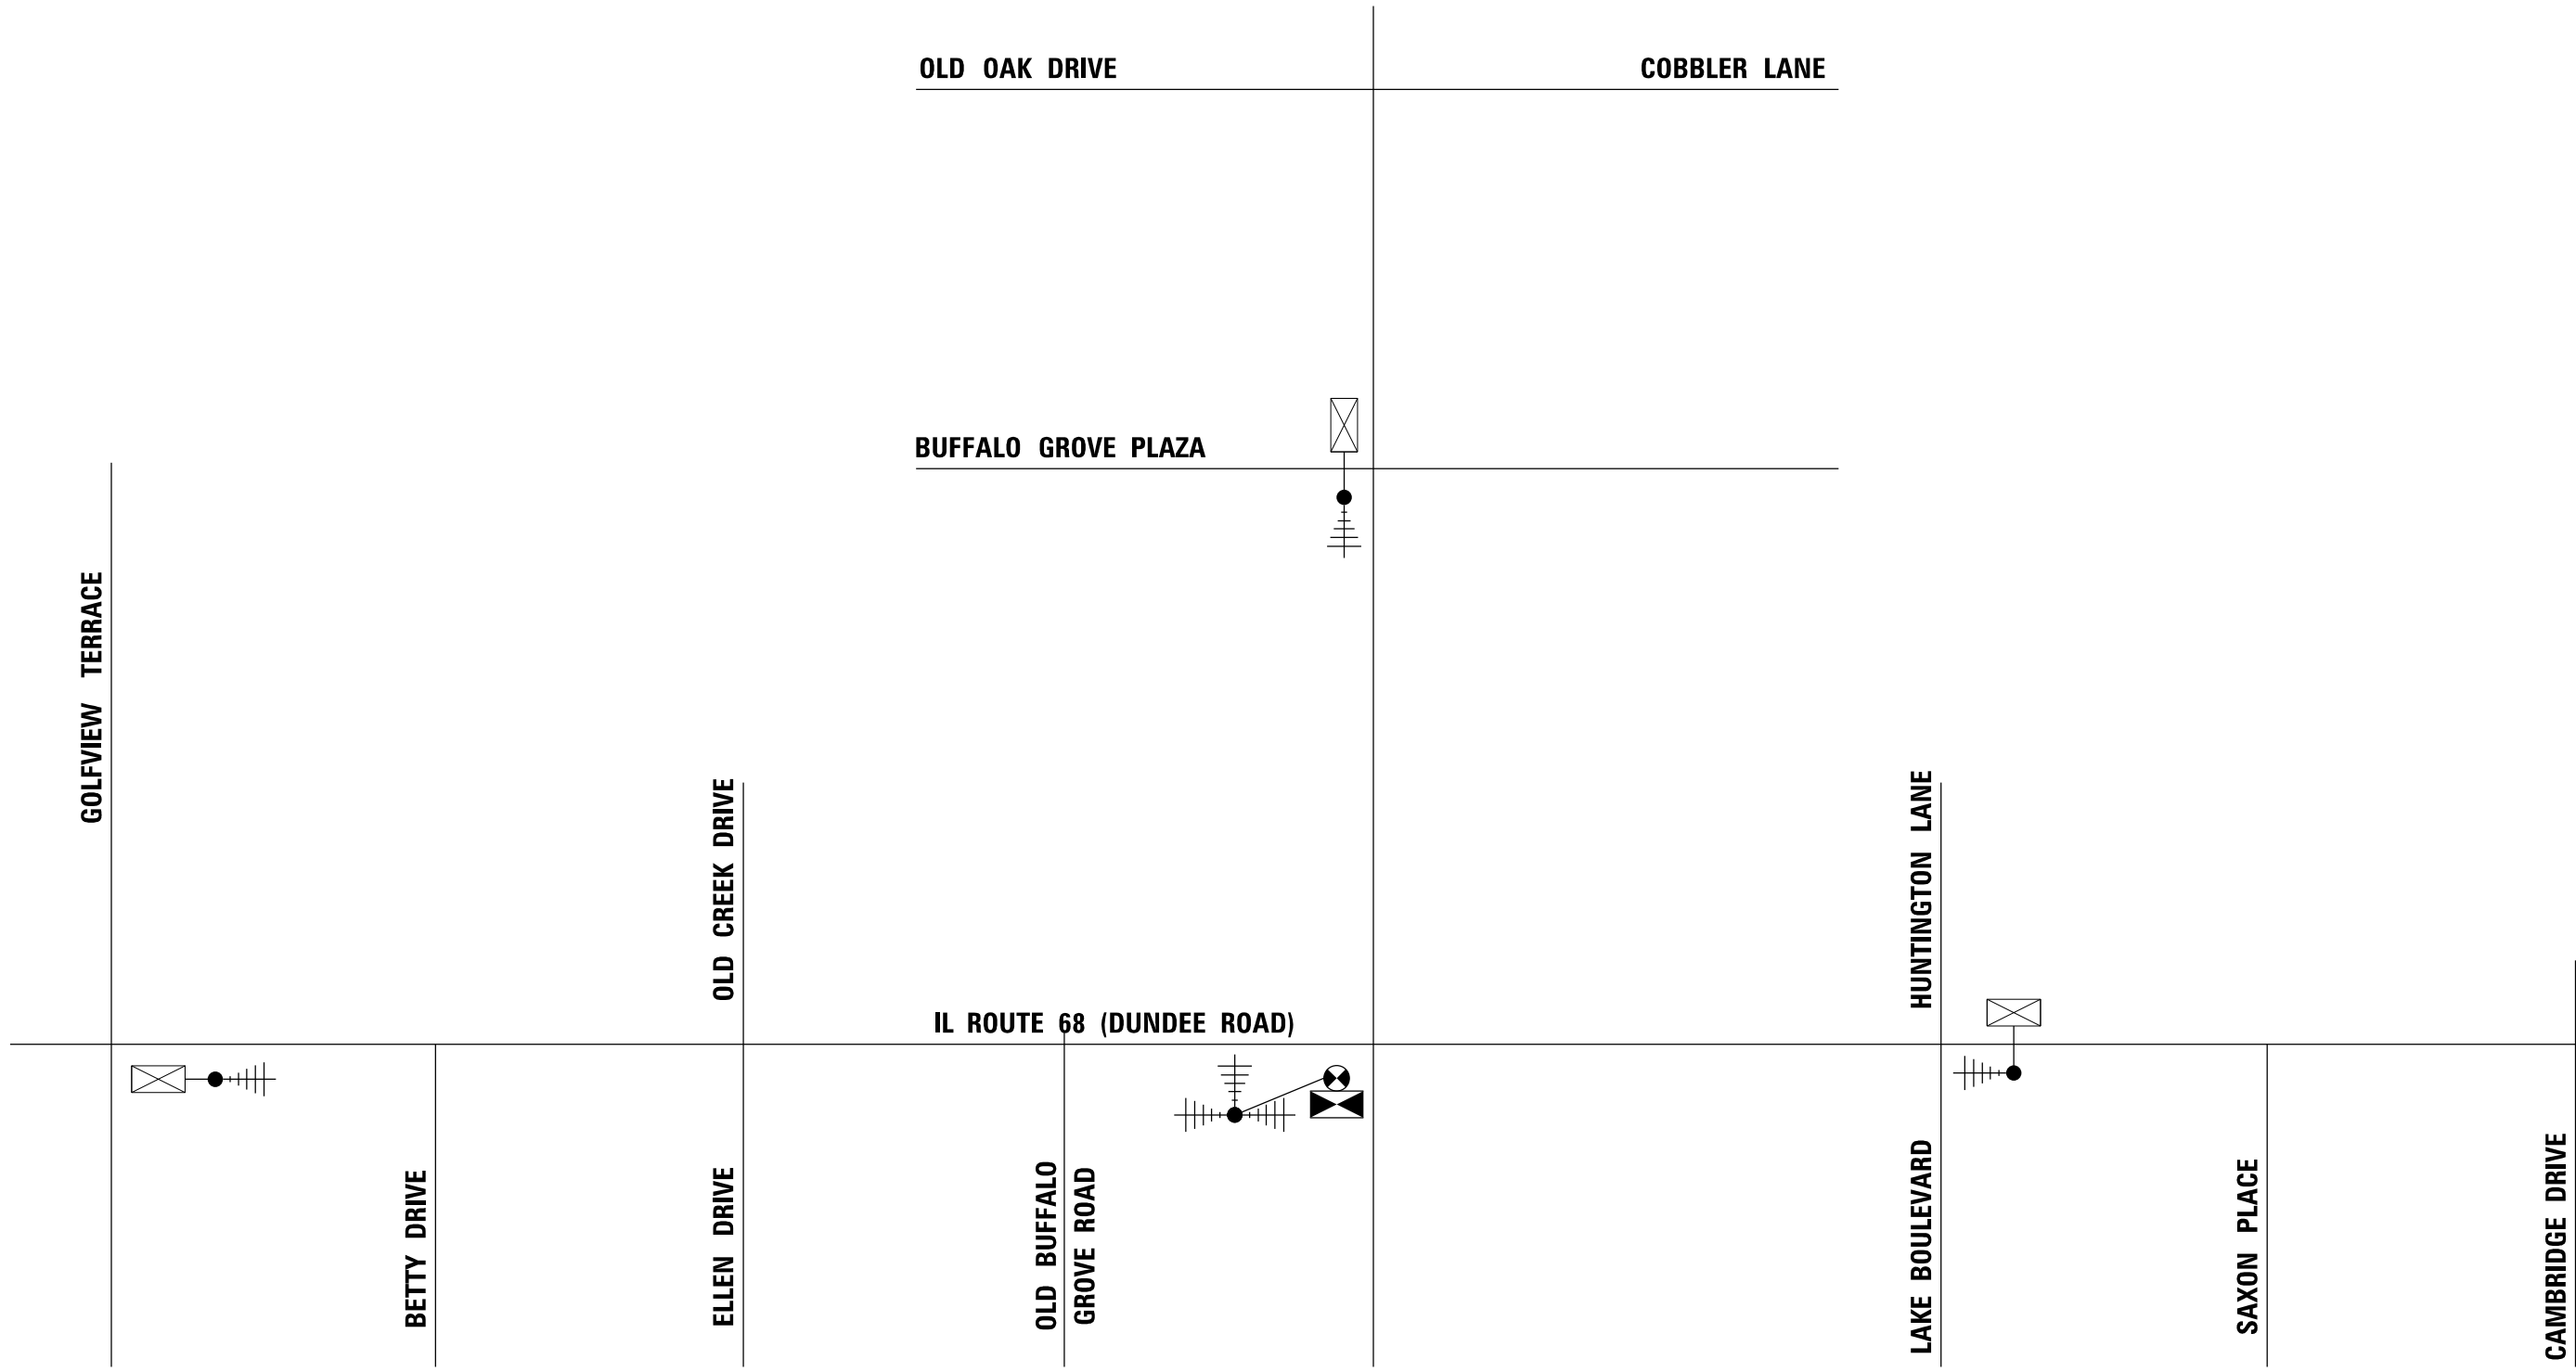 OLD OAK DRIVE
COBBLER LANE
BUFFALO GROVE PLAZA
GOLFVIEW TERRACE
OLD CREEK DRIVE
HUNTINGTON LANE
IL ROUTE 68 (DUNDEE ROAD)
BETTY DRIVE
ELLEN DRIVE
OLD BUFFALO
GROVE ROAD
LAKE BOULEVARD
SAXON PLACE
CAMBRIDGE DRIVE